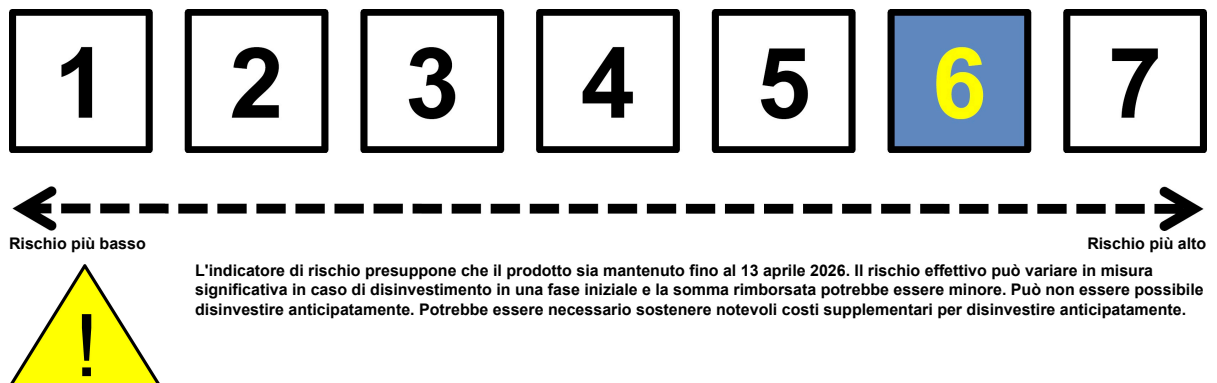 1 2 3 4 5 6 7
Rischio più basso Rischio più alto
L'indicatore di rischio presuppone che il prodotto sia mantenuto fino al 13 aprile 2026. Il rischio effettivo può variare in misura
significativa in caso di disinvestimento in una fase iniziale e la somma rimborsata potrebbe essere minore. Può non essere possibile
disinvestire anticipatamente. Potrebbe essere necessario sostenere notevoli costi supplementari per disinvestire anticipatamente.
!